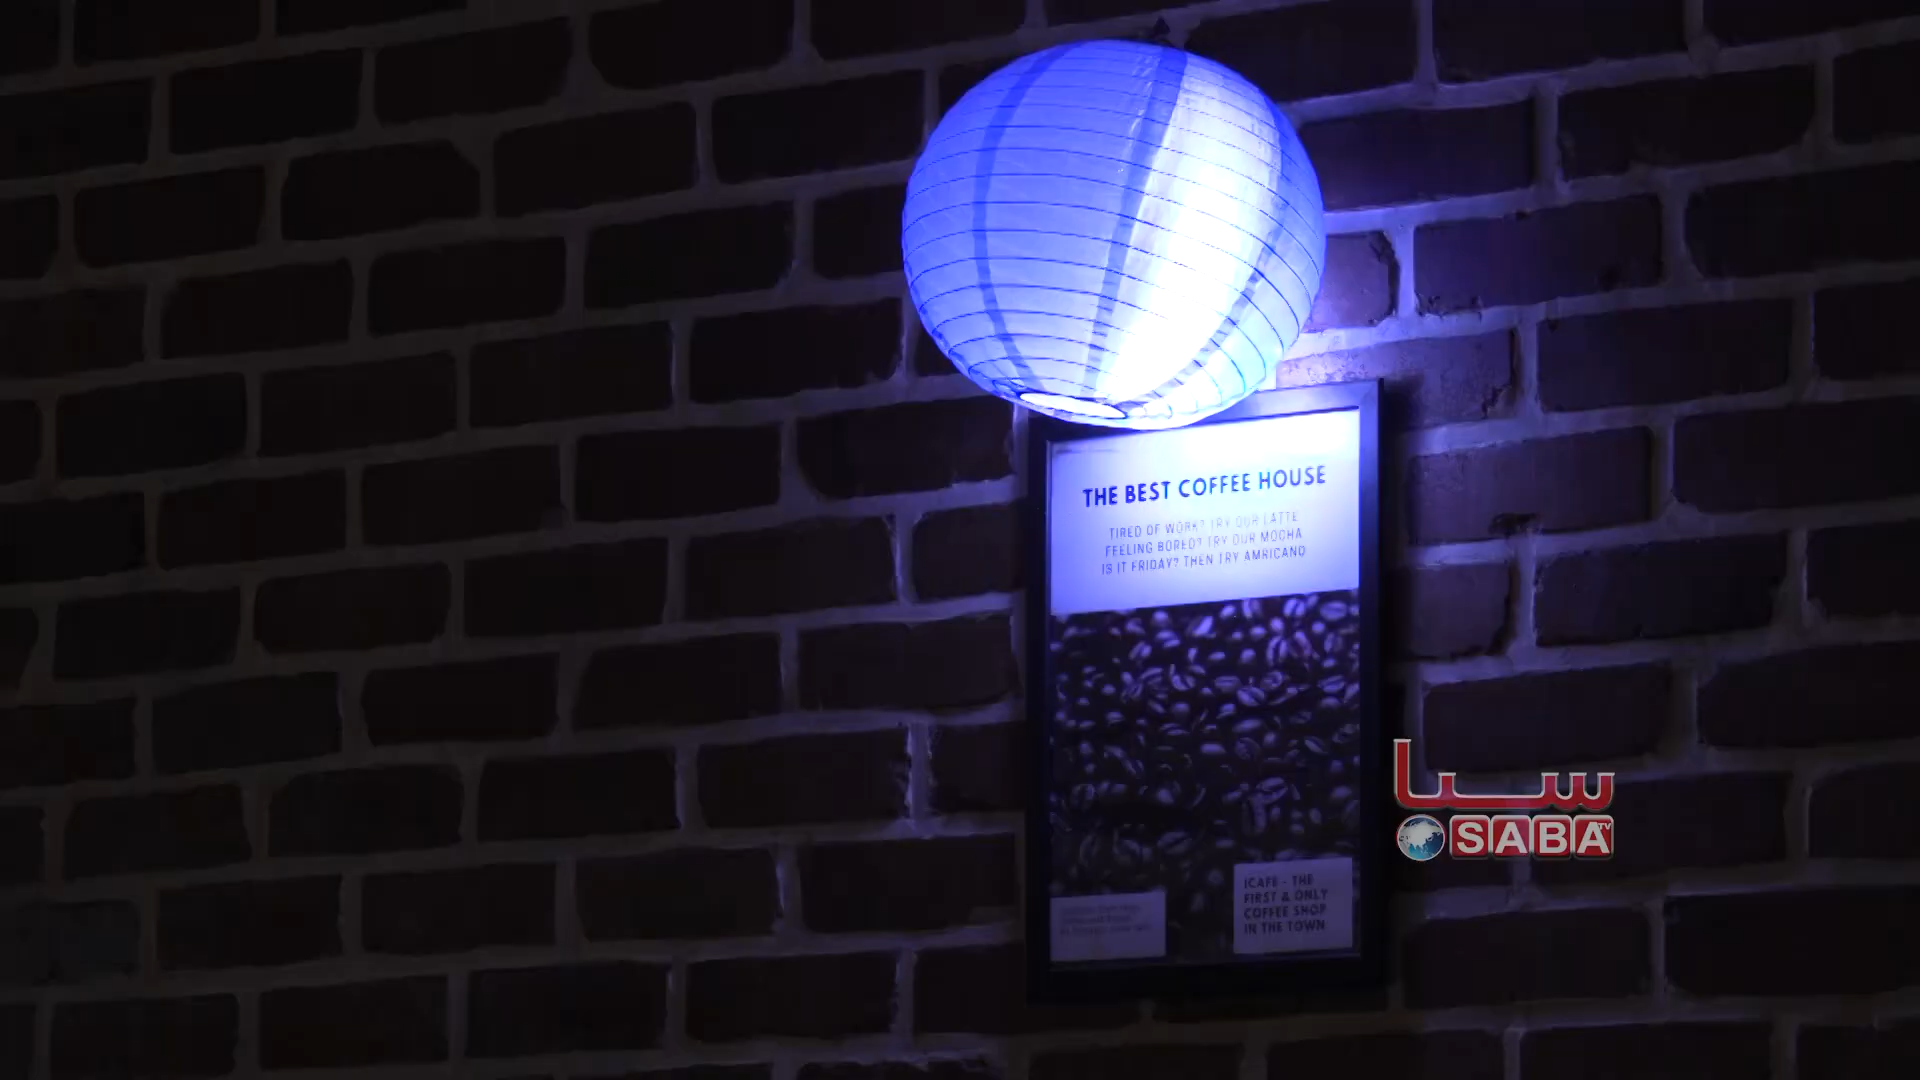 THE BEST COFFEE HOUSE
TIRED OF WORK? TRY OUR LATTE
FEELING BORED? TRY OUR MOCHA
IS IT FRIDAY? THEN TRY AMRICANO
سبا
SABA TV
ICAFE - THE
FIRST & ONLY
COFFEE SHOP
IN THE TOWN